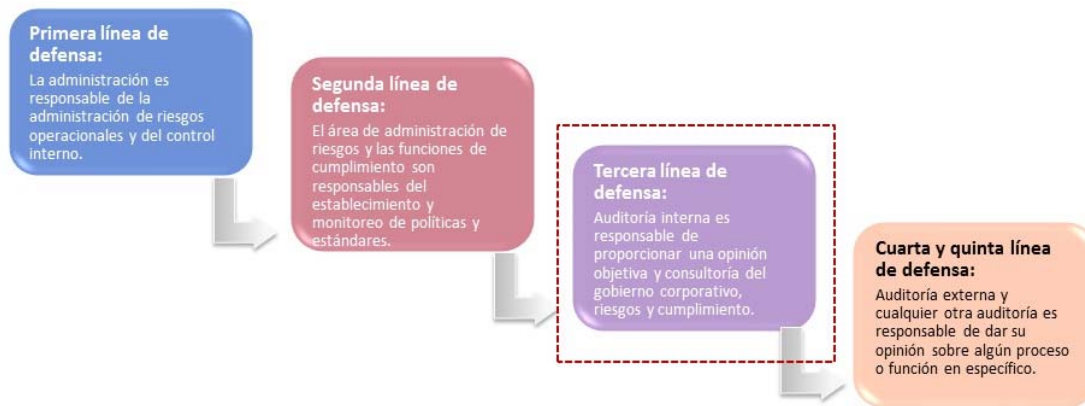 Primera línea de
defensa:
La administración es
responsable de la
administración de riesgos
operacionales y del control
interno.
Segunda línea de
defensa:
El área de administración de
riesgos y las funciones de
cumplimiento son
responsables del
establecimiento y
monitoreo de políticas y
estándares.
Tercera línea de
defensa:
Auditoría interna es
responsable de
proporcionar una opinión
objetiva y consultoría del
gobierno corporativo,
riesgos y cumplimiento.
Cuarta y quinta línea
de defensa:
Auditoría externa y
cualquier otra auditoría es
responsable de dar su
opinión sobre algún proceso
o función en específico.